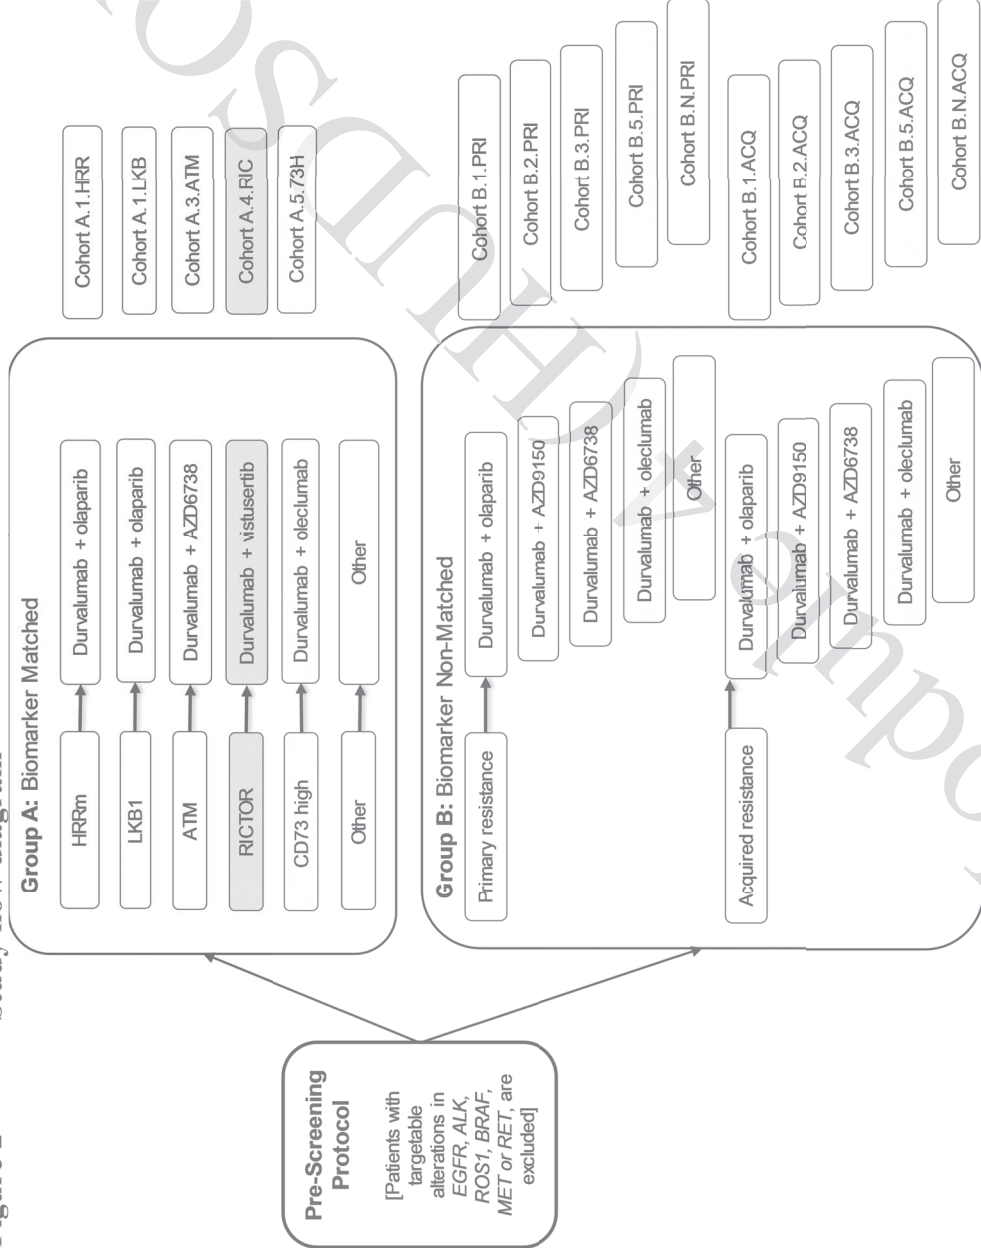 Pre-Screening
Protocol
[Patients with
targetable
alterations in
EGFR, ALK,
ROS1, BRAF,
MET or RET, are
excluded]
Group A: Biomarker Matched
HRRm
Durvalumab + olaparib
Cohort A.1.HRR
LKB1
Durvalumab + olaparib
Cohort A.1.LKB
ATM
Durvalumab + AZD6738
Cohort A.3.ATM
RICTOR
Durvalumab + vistusertib
Cohort A.4.RIC
CD73 high
Durvalumab + oleclumab
Cohort A.5.73H
Other
Other
Group B: Biomarker Non-Matched
Primary resistance
Durvalumab + olaparib
Cohort B.1.PRI
Durvalumab + AZD9150
Cohort B.2.PRI
Durvalumab + AZD6738
Cohort B.3.PRI
Durvalumab + oleclumab
Cohort B.5.PRI
Other
Cohort B.N.PRI
Acquired resistance
Durvalumab + olaparib
Cohort B.1.ACQ
Durvalumab + AZD9150
Cohort B.2.ACQ
Durvalumab + AZD6738
Cohort B.3.ACQ
Durvalumab + oleclumab
Cohort B.5.ACQ
Other
Cohort B.N.ACQ